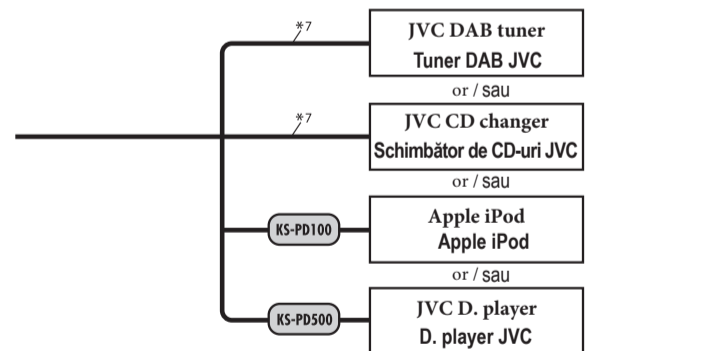 *7
JVC DAB tuner
Tuner DAB JVC
or / sau
*7
JVC CD changer
Schimbător de CD-uri JVC
or / sau
KS-PD100
Apple iPod
Apple iPod
or / sau
KS-PD500
JVC D. player
D. player JVC